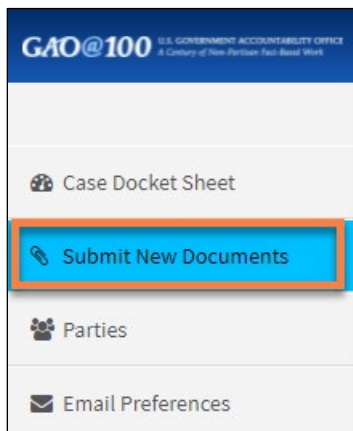 GAO@100 U.S. GOVERNMENT ACCOUNTABILITY OFFICE
A Century of Non-Partisan Fact-Based Work
Case Docket Sheet
Submit New Documents
Parties
Email Preferences